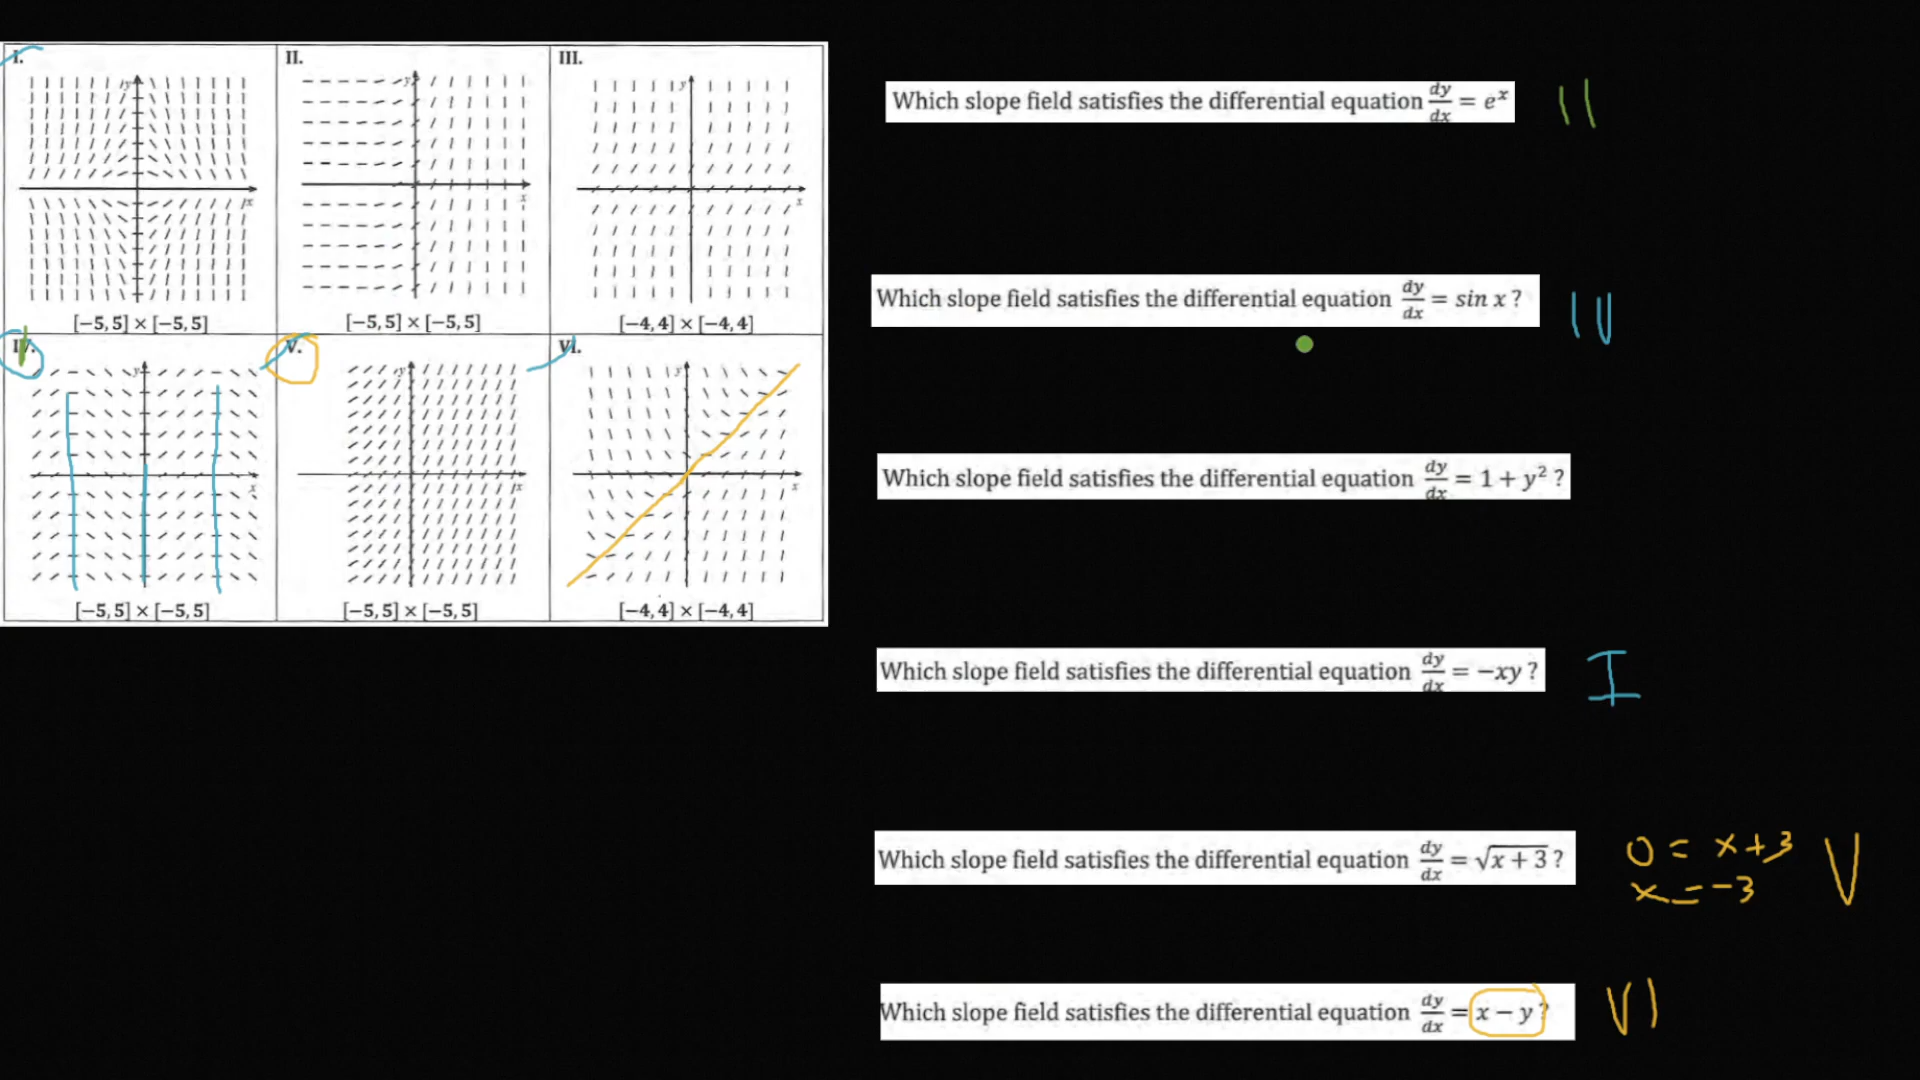 I.
II.
III.
y
y
y
x
x
x
[−5, 5] × [−5, 5]
[−5, 5] × [−5, 5]
[−4, 4] × [−4, 4]
IV.
V.
VI.
y
y
y
x
x
x
[−5, 5] × [−5, 5]
[−5, 5] × [−5, 5]
[−4, 4] × [−4, 4]
Which slope field satisfies the differential equation dy/dx = eˣ
II
Which slope field satisfies the differential equation dy/dx = sin x ?
IV
Which slope field satisfies the differential equation dy/dx = 1 + y² ?
Which slope field satisfies the differential equation dy/dx = −xy ?
I
Which slope field satisfies the differential equation dy/dx = √(x + 3) ?
0 = x+3
x = −3
V
Which slope field satisfies the differential equation dy/dx = x − y ?
VI